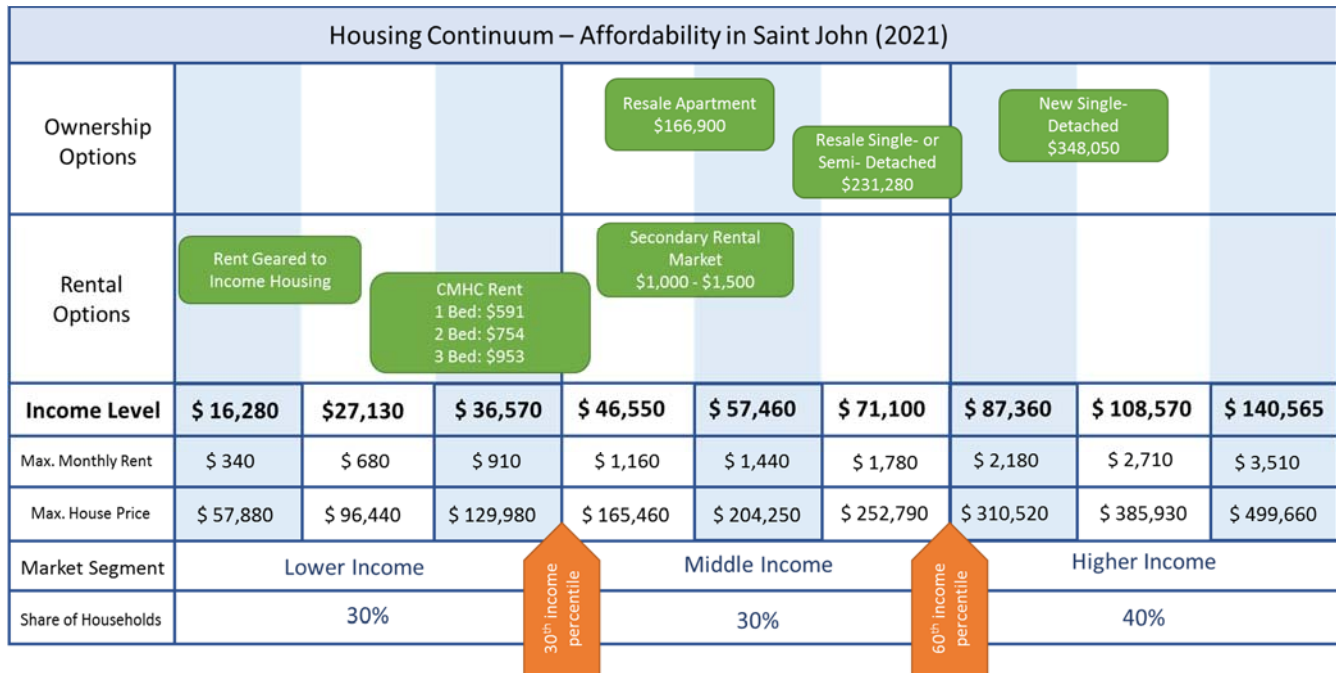 Housing Continuum – Affordability in Saint John (2021)
Ownership
Options
Resale Apartment
$166,900
Resale Single- or
Semi- Detached
$231,280
New Single-
Detached
$348,050
Rental
Options
Rent Geared to
Income Housing
CMHC Rent
1 Bed: $591
2 Bed: $754
3 Bed: $953
Secondary Rental
Market
$1,000 - $1,500
Income Level $ 16,280 $27,130 $ 36,570 $ 46,550 $ 57,460 $ 71,100 $ 87,360 $ 108,570 $ 140,565
Max. Monthly Rent $ 340 $ 680 $ 910 $ 1,160 $ 1,440 $ 1,780 $ 2,180 $ 2,710 $ 3,510
Max. House Price $ 57,880 $ 96,440 $ 129,980 $ 165,460 $ 204,250 $ 252,790 $ 310,520 $ 385,930 $ 499,660
Market Segment Lower Income Middle Income Higher Income
Share of Households 30% 30% 40%
30th income
percentile
60th income
percentile